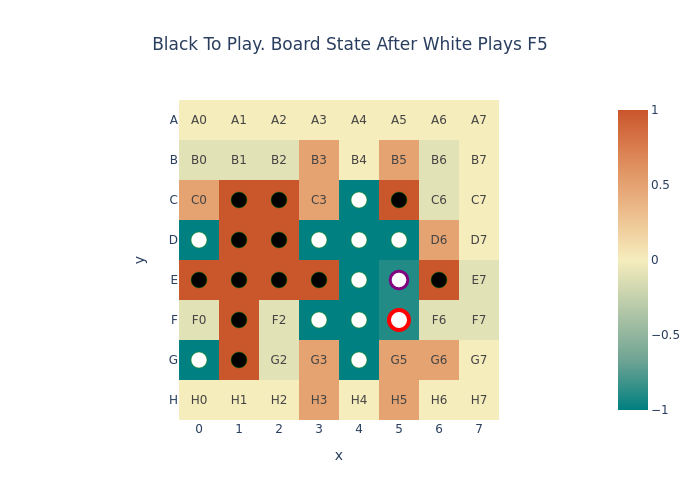 Black To Play. Board State After White Plays F5
A A0 A1 A2 A3 A4 A5 A6 A7
B B0 B1 B2 B3 B4 B5 B6 B7
C C0 C3 C6 C7
D D6 D7
E E7
F F0 F2 F6 F7
G G2 G3 G5 G6 G7
H H0 H1 H2 H3 H4 H5 H6 H7
0 1 2 3 4 5 6 7
x
y
1
0.5
0
−0.5
−1